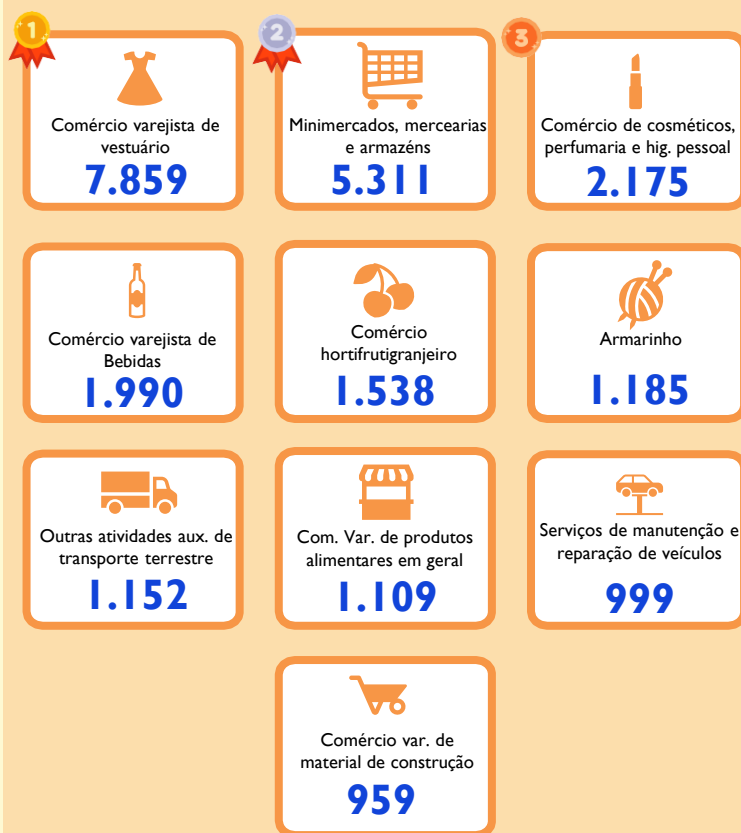 1
2
3
Comércio varejista de
vestuário
7.859
Minimercados, mercearias
e armazéns
5.311
Comércio de cosméticos,
perfumaria e hig. pessoal
2.175
Comércio varejista de
Bebidas
1.990
Comércio
hortifrutigranjeiro
1.538
Armarinho
1.185
Outras atividades aux. de
transporte terrestre
1.152
Com. Var. de produtos
alimentares em geral
1.109
Serviços de manutenção e
reparação de veículos
999
Comércio var. de
material de construção
959